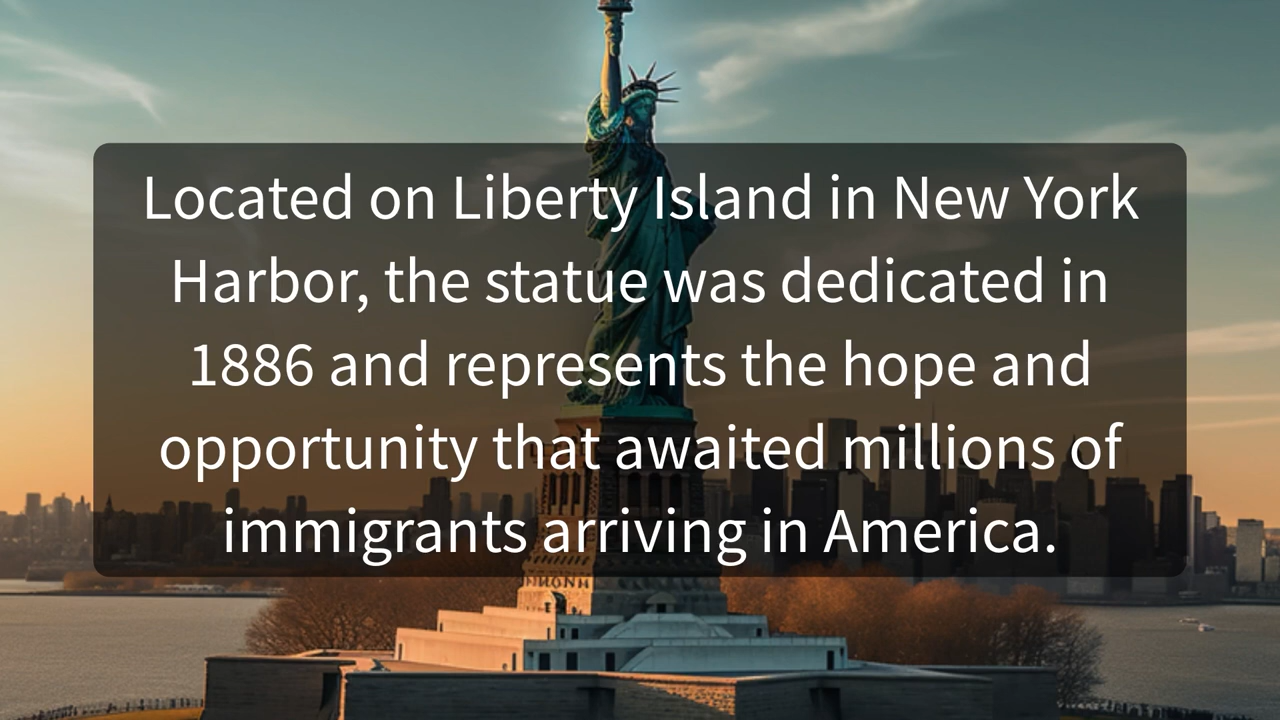 Located on Liberty Island in New York
Harbor, the statue was dedicated in
1886 and represents the hope and
opportunity that awaited millions of
immigrants arriving in America.